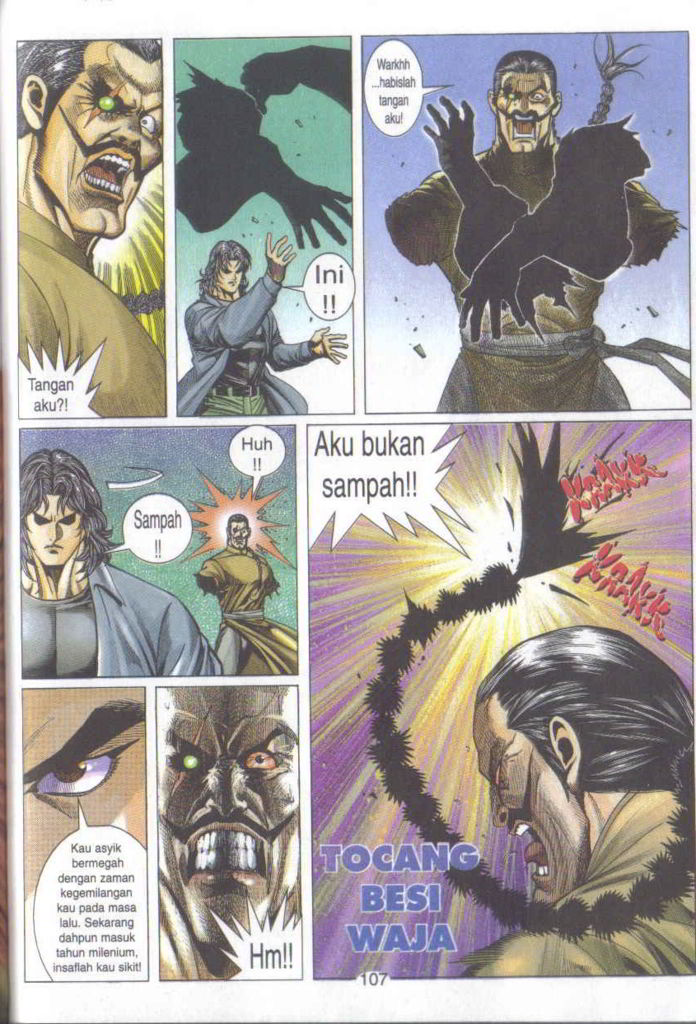 Tangan
aku?!
Ini
!!
Warkhh
...habislah
tangan
aku!
Sampah
!!
Huh
!!
Aku bukan
sampah!!
TOCANG
BESI
WAJA
Kau asyik
bermegah
dengan zaman
kegemilangan
kau pada masa
lalu. Sekarang
dahpun masuk
tahun milenium,
insaflah kau sikit!
Hm!!
107